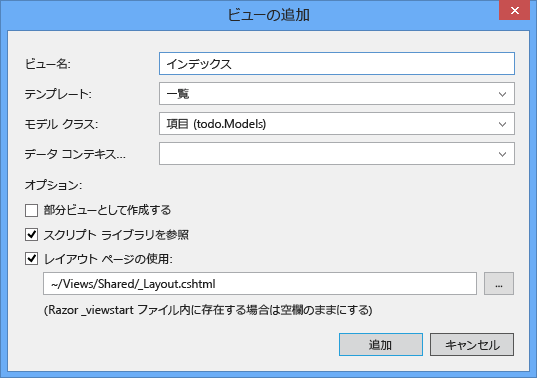 ビューの追加
ビュー名: インデックス
テンプレート: 一覧
モデル クラス: 項目 (todo.Models)
データ コンテキス...
オプション:
部分ビューとして作成する
スクリプト ライブラリを参照
レイアウト ページの使用:
~/Views/Shared/_Layout.cshtml ...
(Razor _viewstart ファイル内に存在する場合は空欄のままにする)
追加 キャンセル